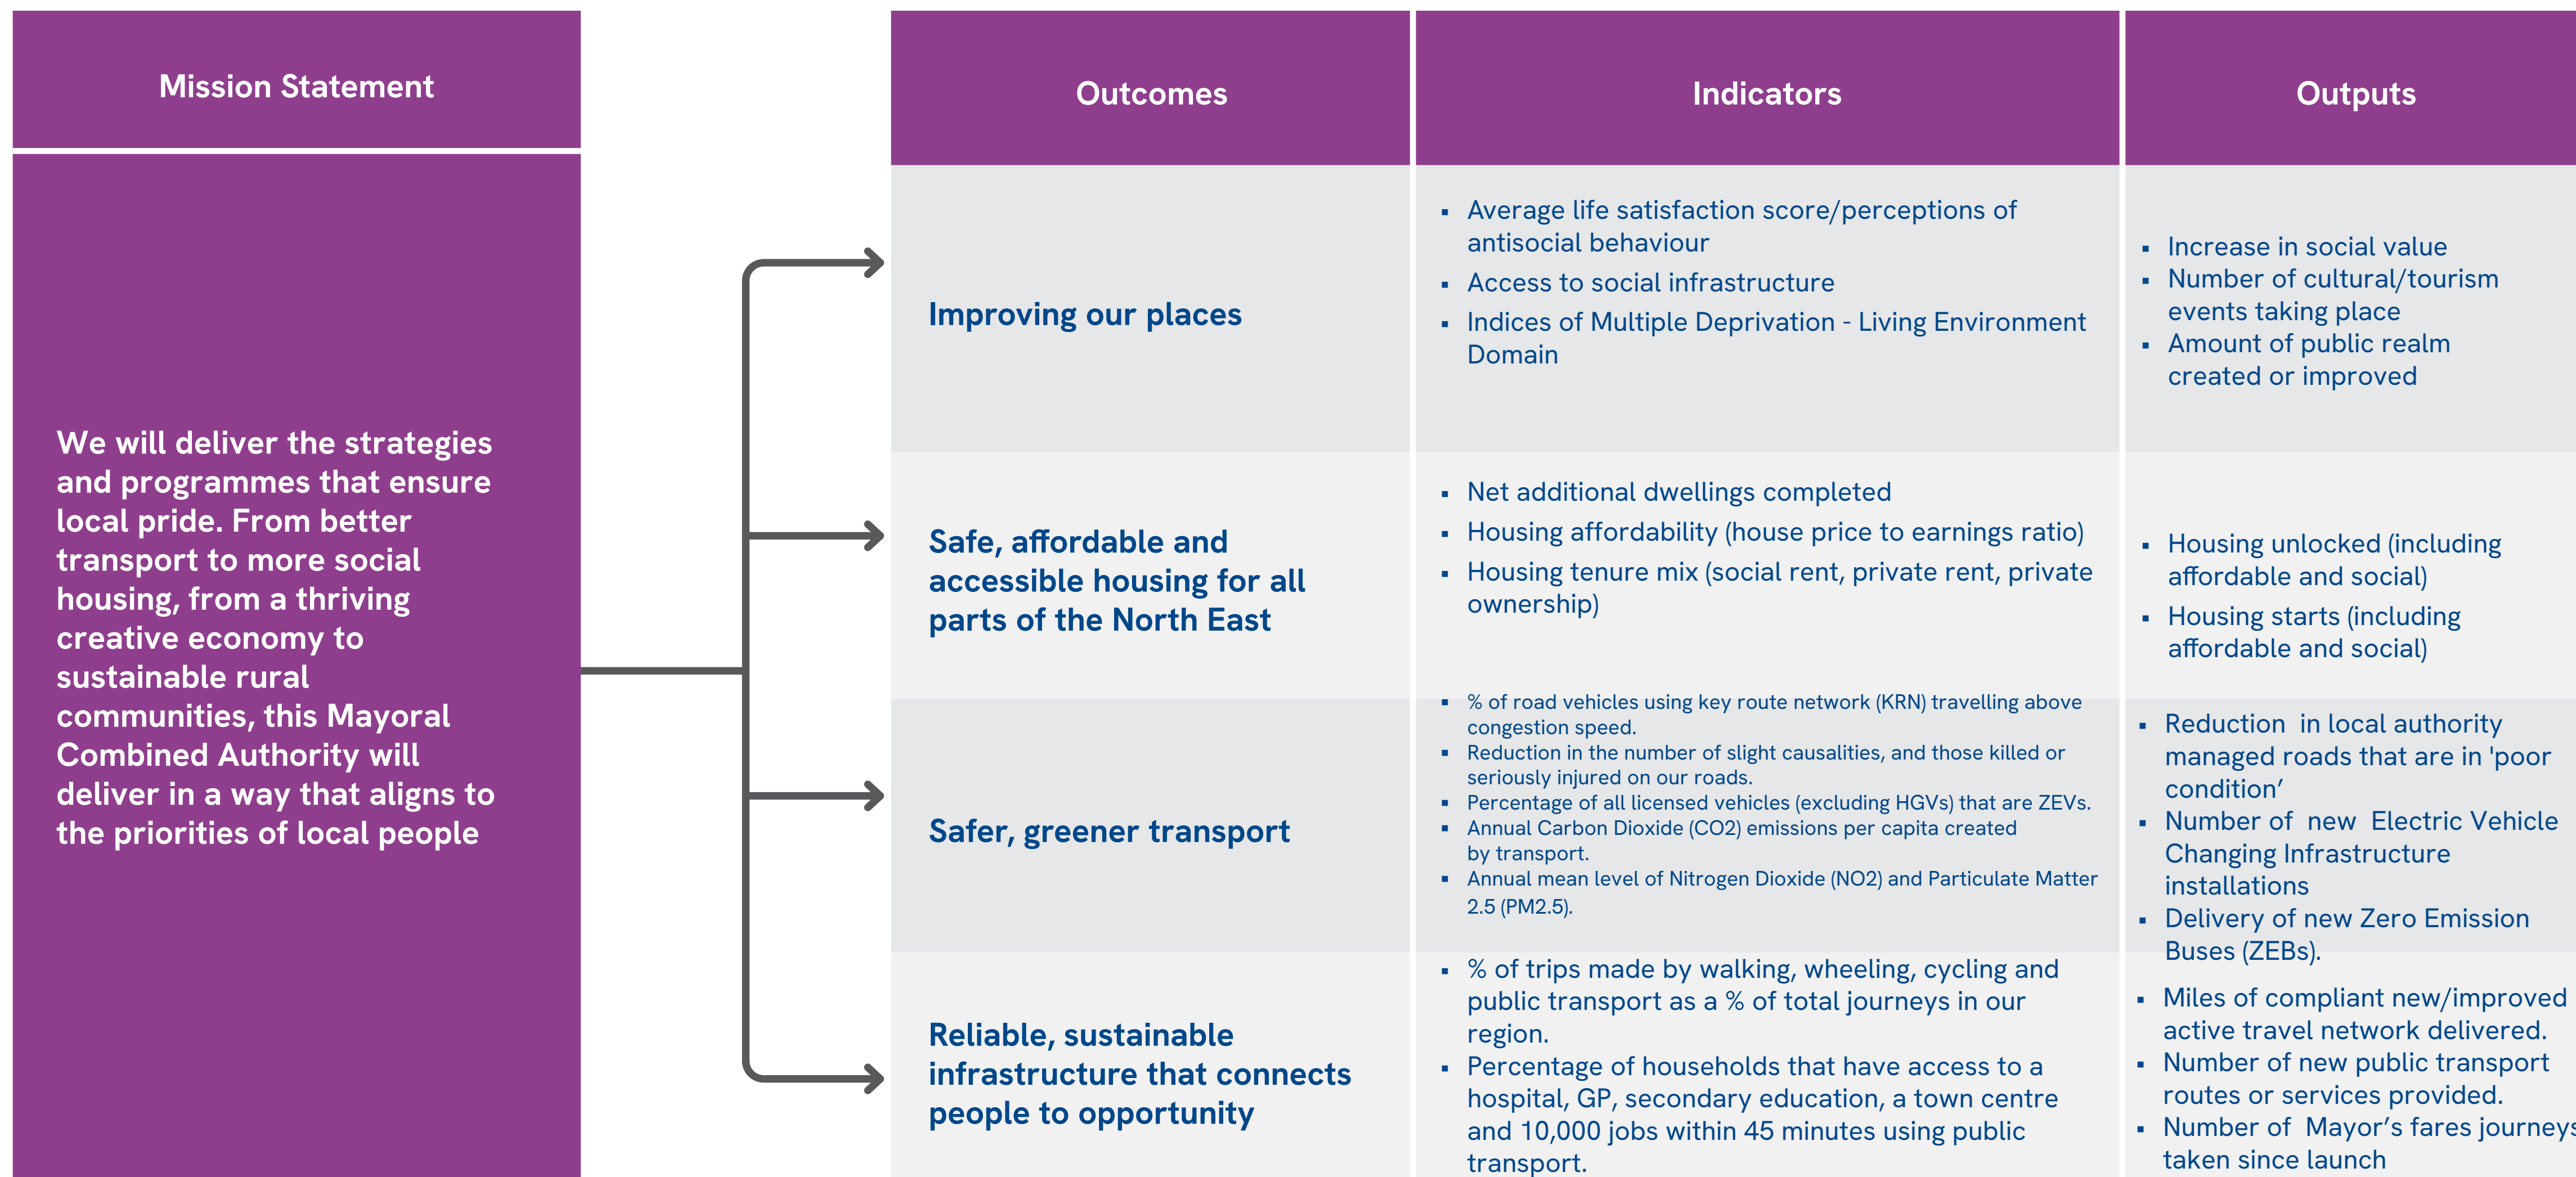 Mission Statement
We will deliver the strategies
and programmes that ensure
local pride. From better
transport to more social
housing, from a thriving
creative economy to
sustainable rural
communities, this Mayoral
Combined Authority will
deliver in a way that aligns to
the priorities of local people
Outcomes
Indicators
Outputs
Improving our places
▪ Average life satisfaction score/perceptions of
antisocial behaviour
▪ Access to social infrastructure
▪ Indices of Multiple Deprivation - Living Environment
Domain
▪ Increase in social value
▪ Number of cultural/tourism
events taking place
▪ Amount of public realm
created or improved
Safe, affordable and
accessible housing for all
parts of the North East
▪ Net additional dwellings completed
▪ Housing affordability (house price to earnings ratio)
▪ Housing tenure mix (social rent, private rent, private
ownership)
▪ Housing unlocked (including
affordable and social)
▪ Housing starts (including
affordable and social)
Safer, greener transport
▪ % of road vehicles using key route network (KRN) travelling above
congestion speed.
▪ Reduction in the number of slight causalities, and those killed or
seriously injured on our roads.
▪ Percentage of all licensed vehicles (excluding HGVs) that are ZEVs.
▪ Annual Carbon Dioxide (CO2) emissions per capita created
by transport.
▪ Annual mean level of Nitrogen Dioxide (NO2) and Particulate Matter
2.5 (PM2.5).
▪ Reduction  in local authority
managed roads that are in 'poor
condition’
▪ Number of  new  Electric Vehicle
Changing Infrastructure
installations
▪ Delivery of new Zero Emission
Buses (ZEBs).
Reliable, sustainable
infrastructure that connects
people to opportunity
▪ % of trips made by walking, wheeling, cycling and
public transport as a % of total journeys in our
region.
▪ Percentage of households that have access to a
hospital, GP, secondary education, a town centre
and 10,000 jobs within 45 minutes using public
transport.
▪ Miles of compliant new/improved
active travel network delivered.
▪ Number of new public transport
routes or services provided.
▪ Number of  Mayor’s fares journeys
taken since launch